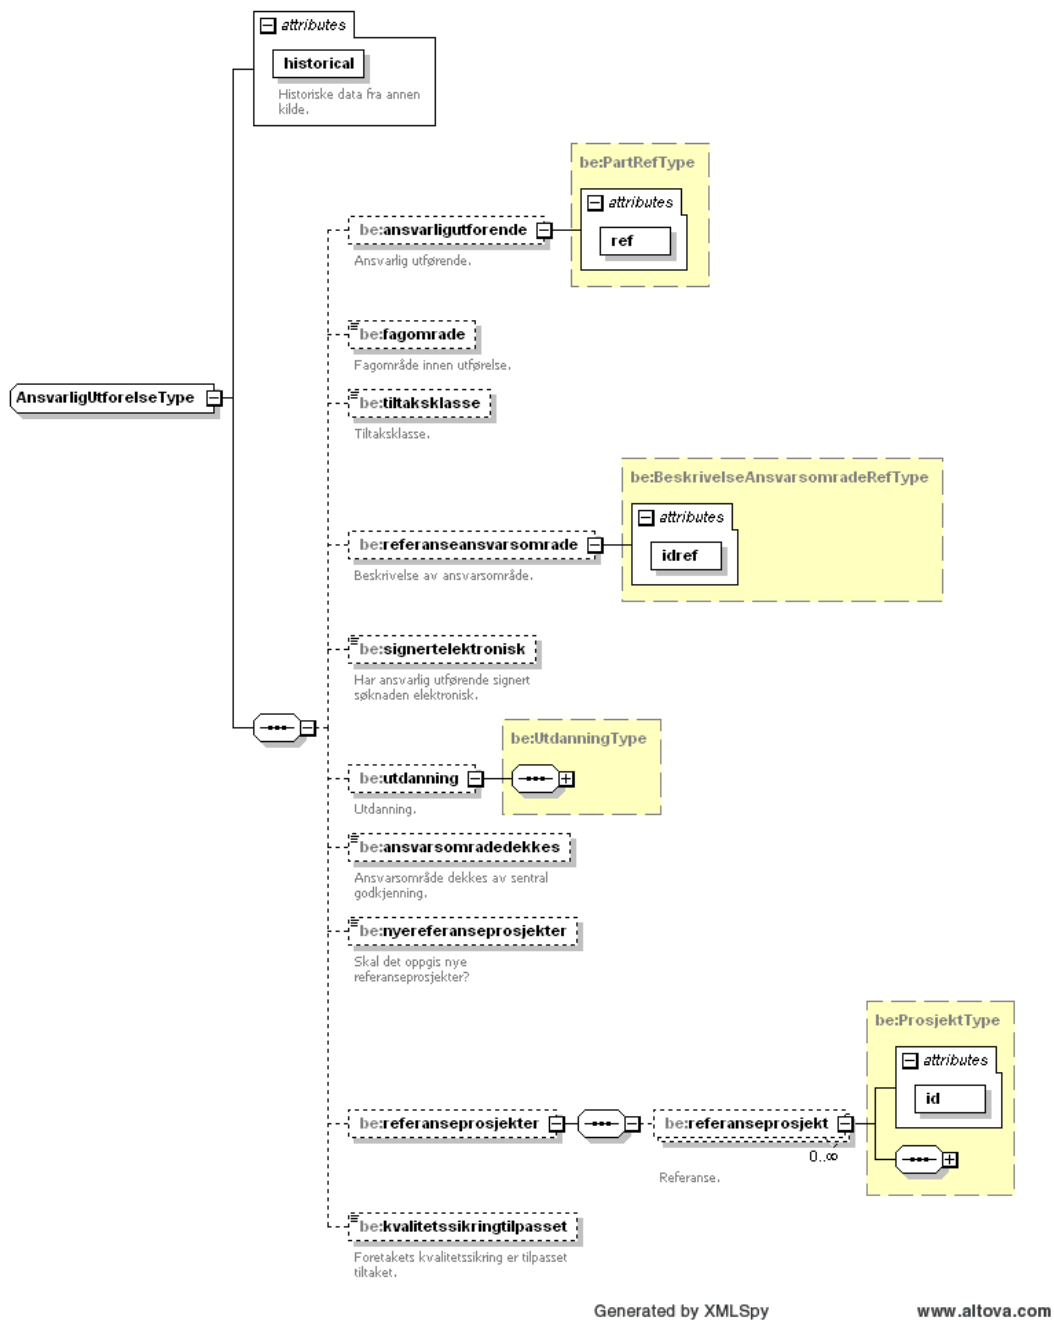 attributes
historical
Historiske data fra annen
kilde.
be:PartRefType
attributes
be:ansvarligutforende
ref
Ansvarlig utførende.
be:fagomrade
Fagområde innen utførelse.
AnsvarligUtforelseType
be:tiltaksklasse
Tiltaksklasse.
be:BeskrivelseAnsvarsomradeRefType
attributes
be:referanseansvarsomrade
idref
Beskrivelse av ansvarsområde.
be:signertelektronisk
Har ansvarlig utførende signert
søknaden elektronisk.
be:UtdanningType
be:utdanning
Utdanning.
be:ansvarsomradedekkes
Ansvarsområde dekkes av sentral
godkjenning.
be:nyereferanseprosjekter
Skal det oppgis nye
referanseprosjekter?
be:ProsjektType
attributes
id
be:referanseprosjekter
be:referanseprosjekt
0..∞
Referanse.
be:kvalitetssikringtilpasset
Foretakets kvalitetssikring er tilpasset
tiltaket.
Generated by XMLSpy
www.altova.com